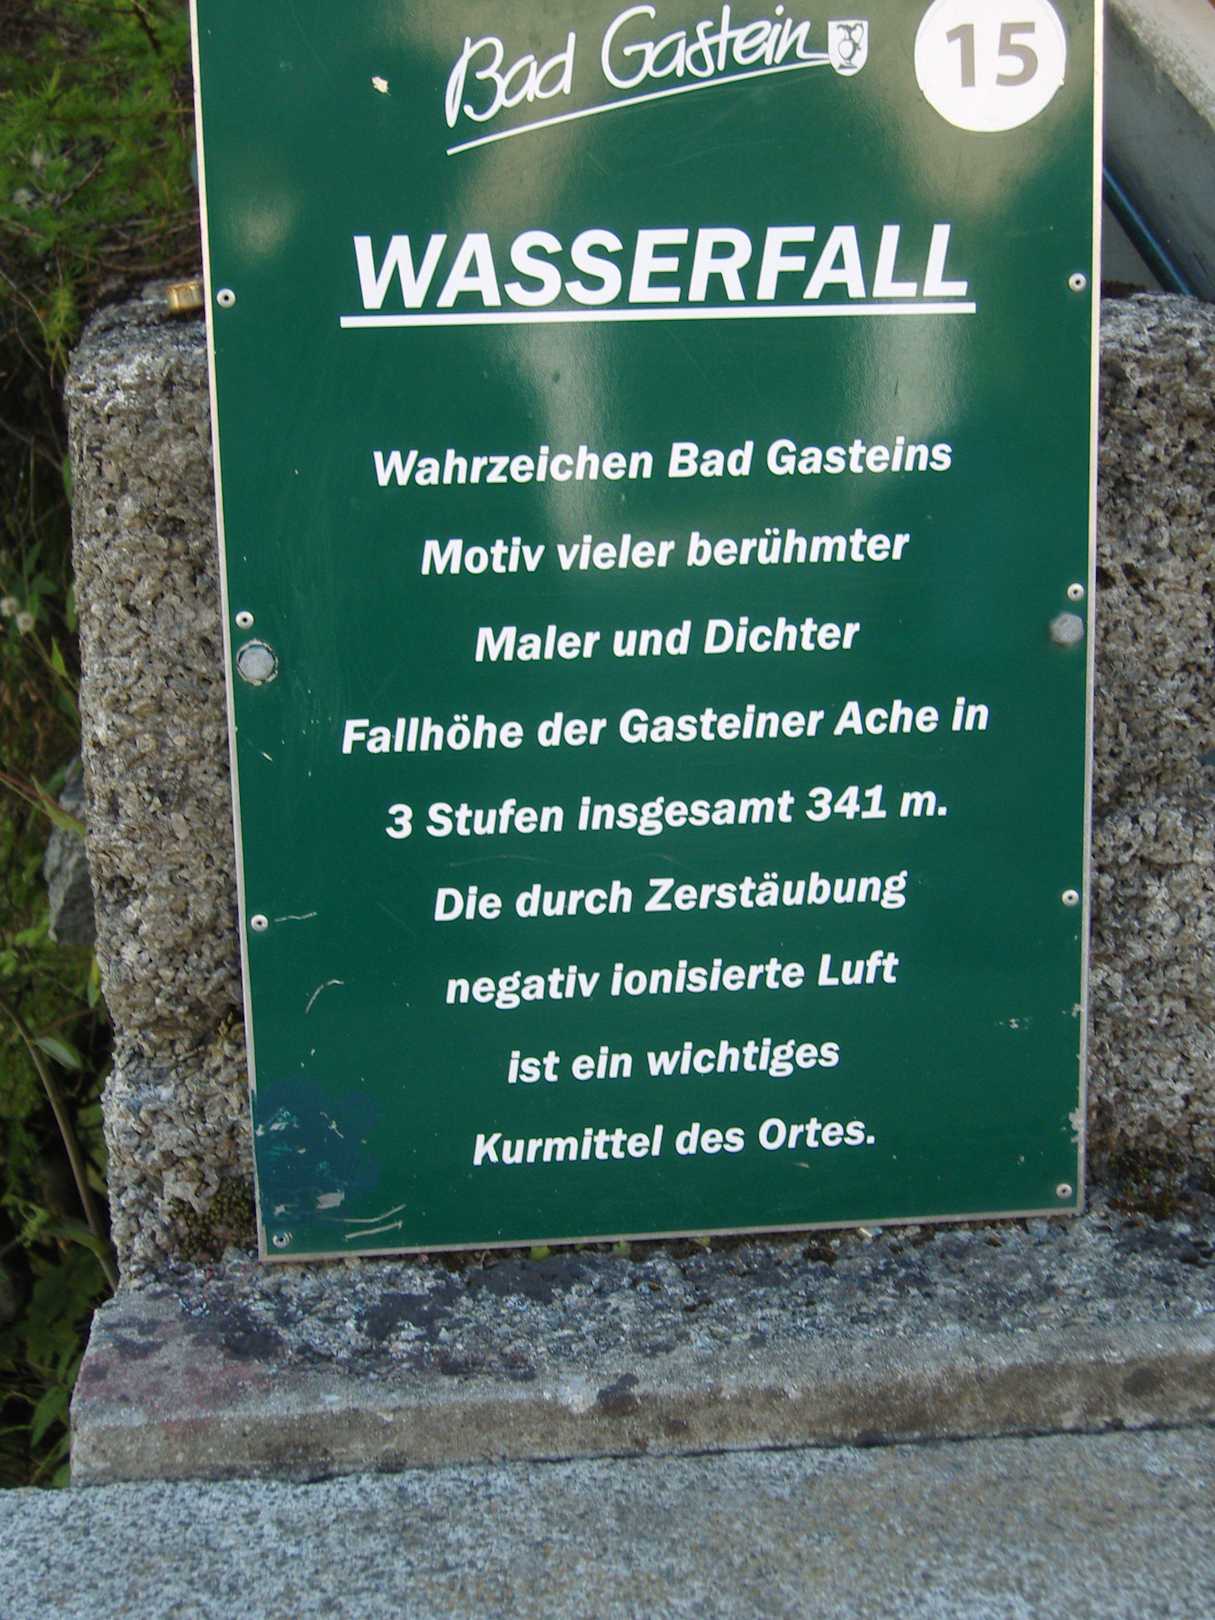 Bad Gastein
15
WASSERFALL
Wahrzeichen Bad Gasteins
Motiv vieler berühmter
Maler und Dichter
Fallhöhe der Gasteiner Ache in
3 Stufen insgesamt 341 m.
Die durch Zerstäubung
negativ ionisierte Luft
ist ein wichtiges
Kurmittel des Ortes.